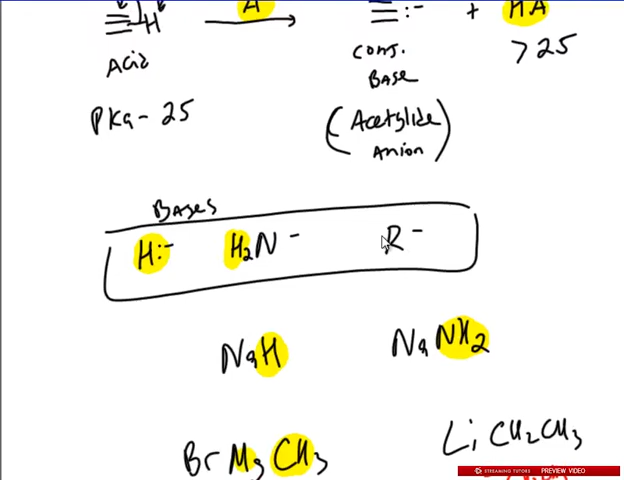 ≡ H A ≡:- + HA
Acid conj. > 25
Base
PKa - 25 (Acetylide
Anion)
Bases
H:- H2N- R-
NaH NaNH2
BrMgCH3 LiCH2CH3
STREAMING TUTORS PREVIEW VIDEO